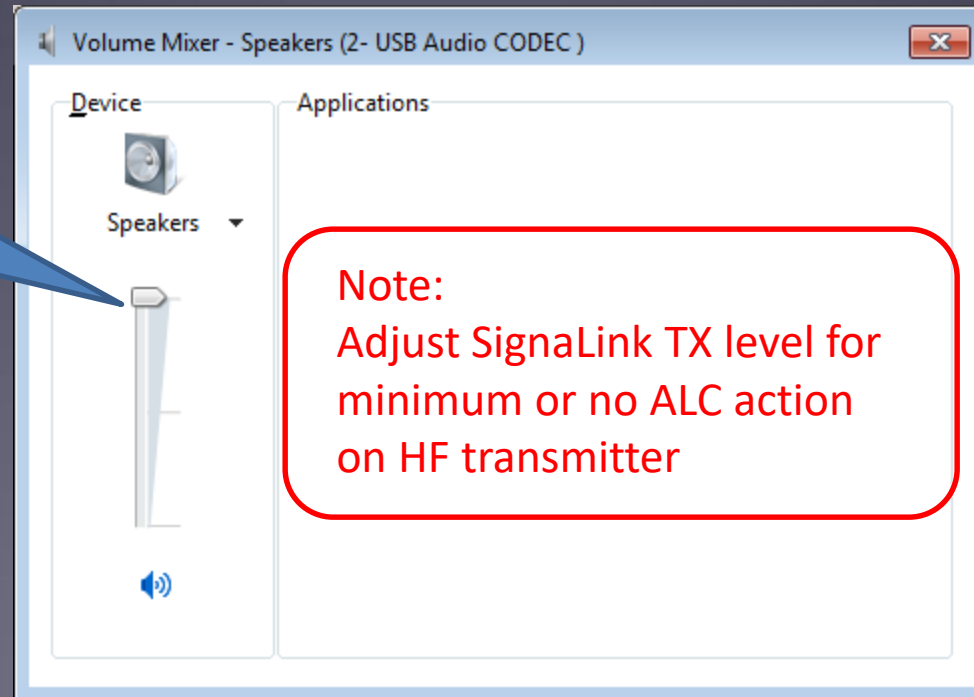 Volume Mixer - Speakers (2- USB Audio CODEC )
Device
Applications
Speakers
Note:
Adjust SignaLink TX level for
minimum or no ALC action
on HF transmitter